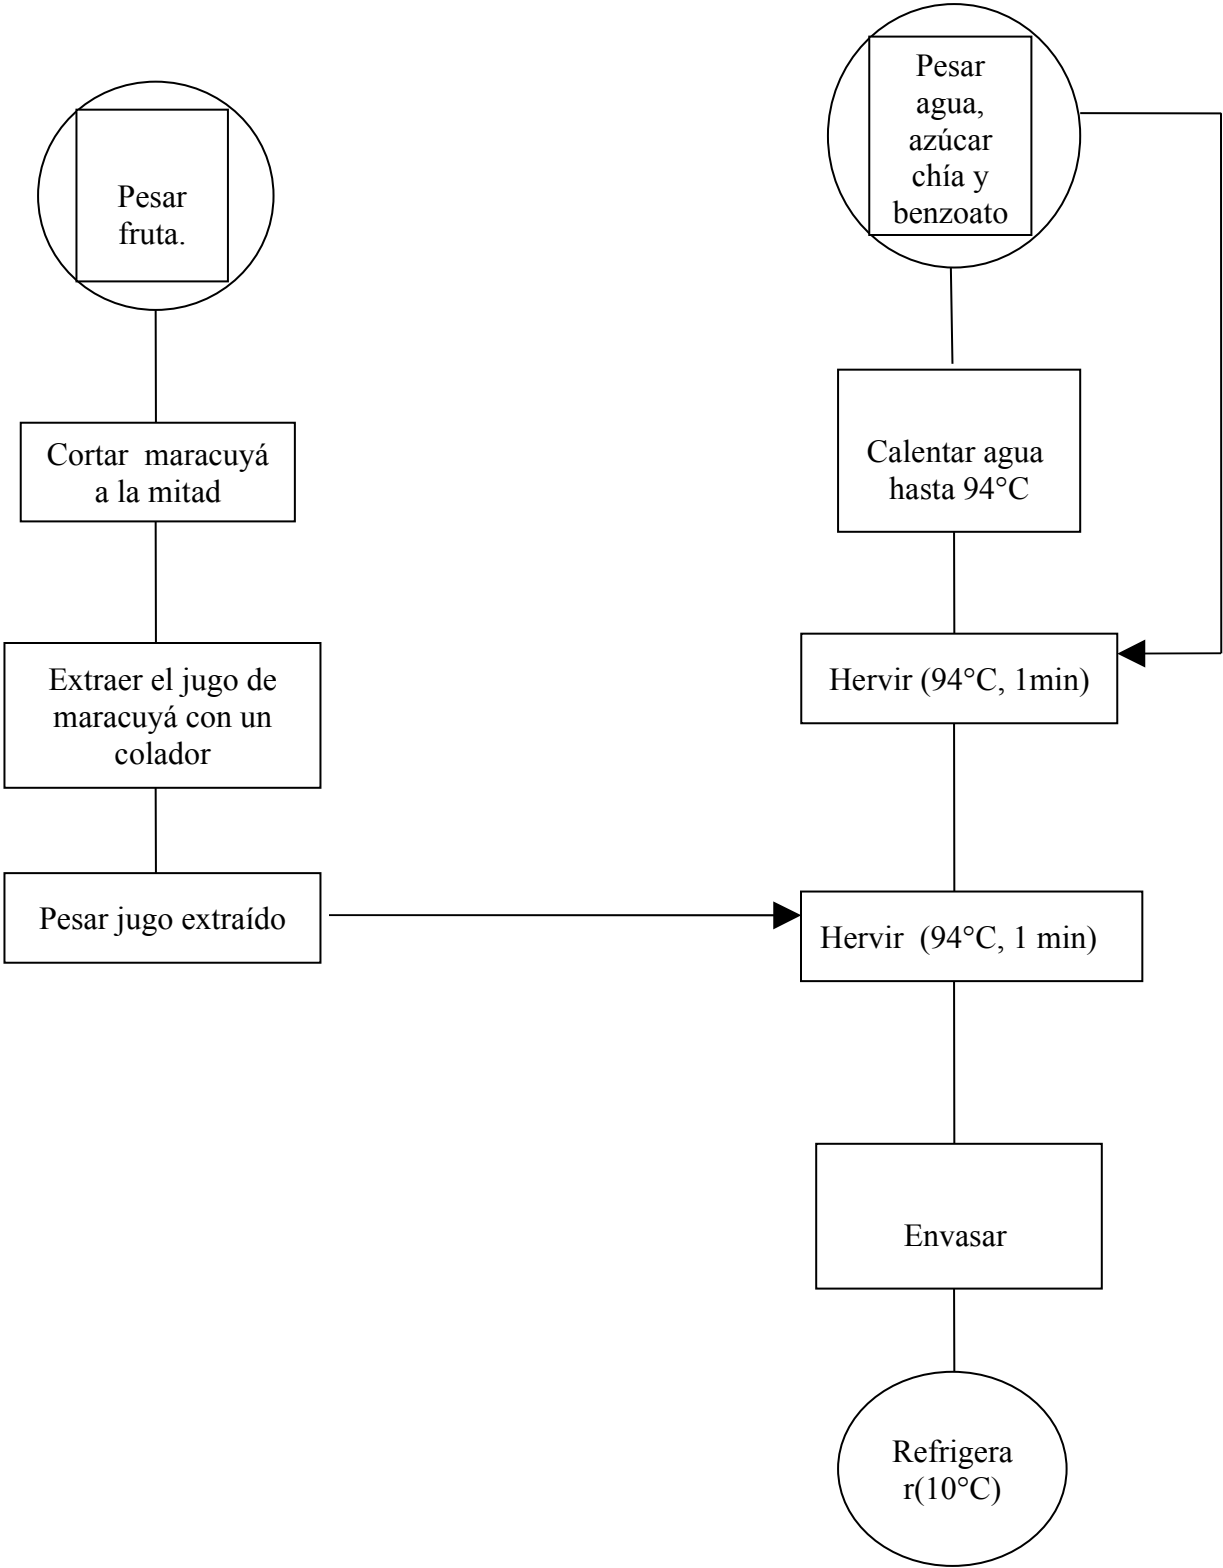 Pesar
fruta.
Cortar  maracuyá
a la mitad
Extraer el jugo de
maracuyá con un
colador
Pesar jugo extraído
Pesar
agua,
azúcar
chía y
benzoato
Calentar agua
hasta 94°C
Hervir (94°C, 1min)
Hervir  (94°C, 1 min)
Envasar
Refrigera
r(10°C)